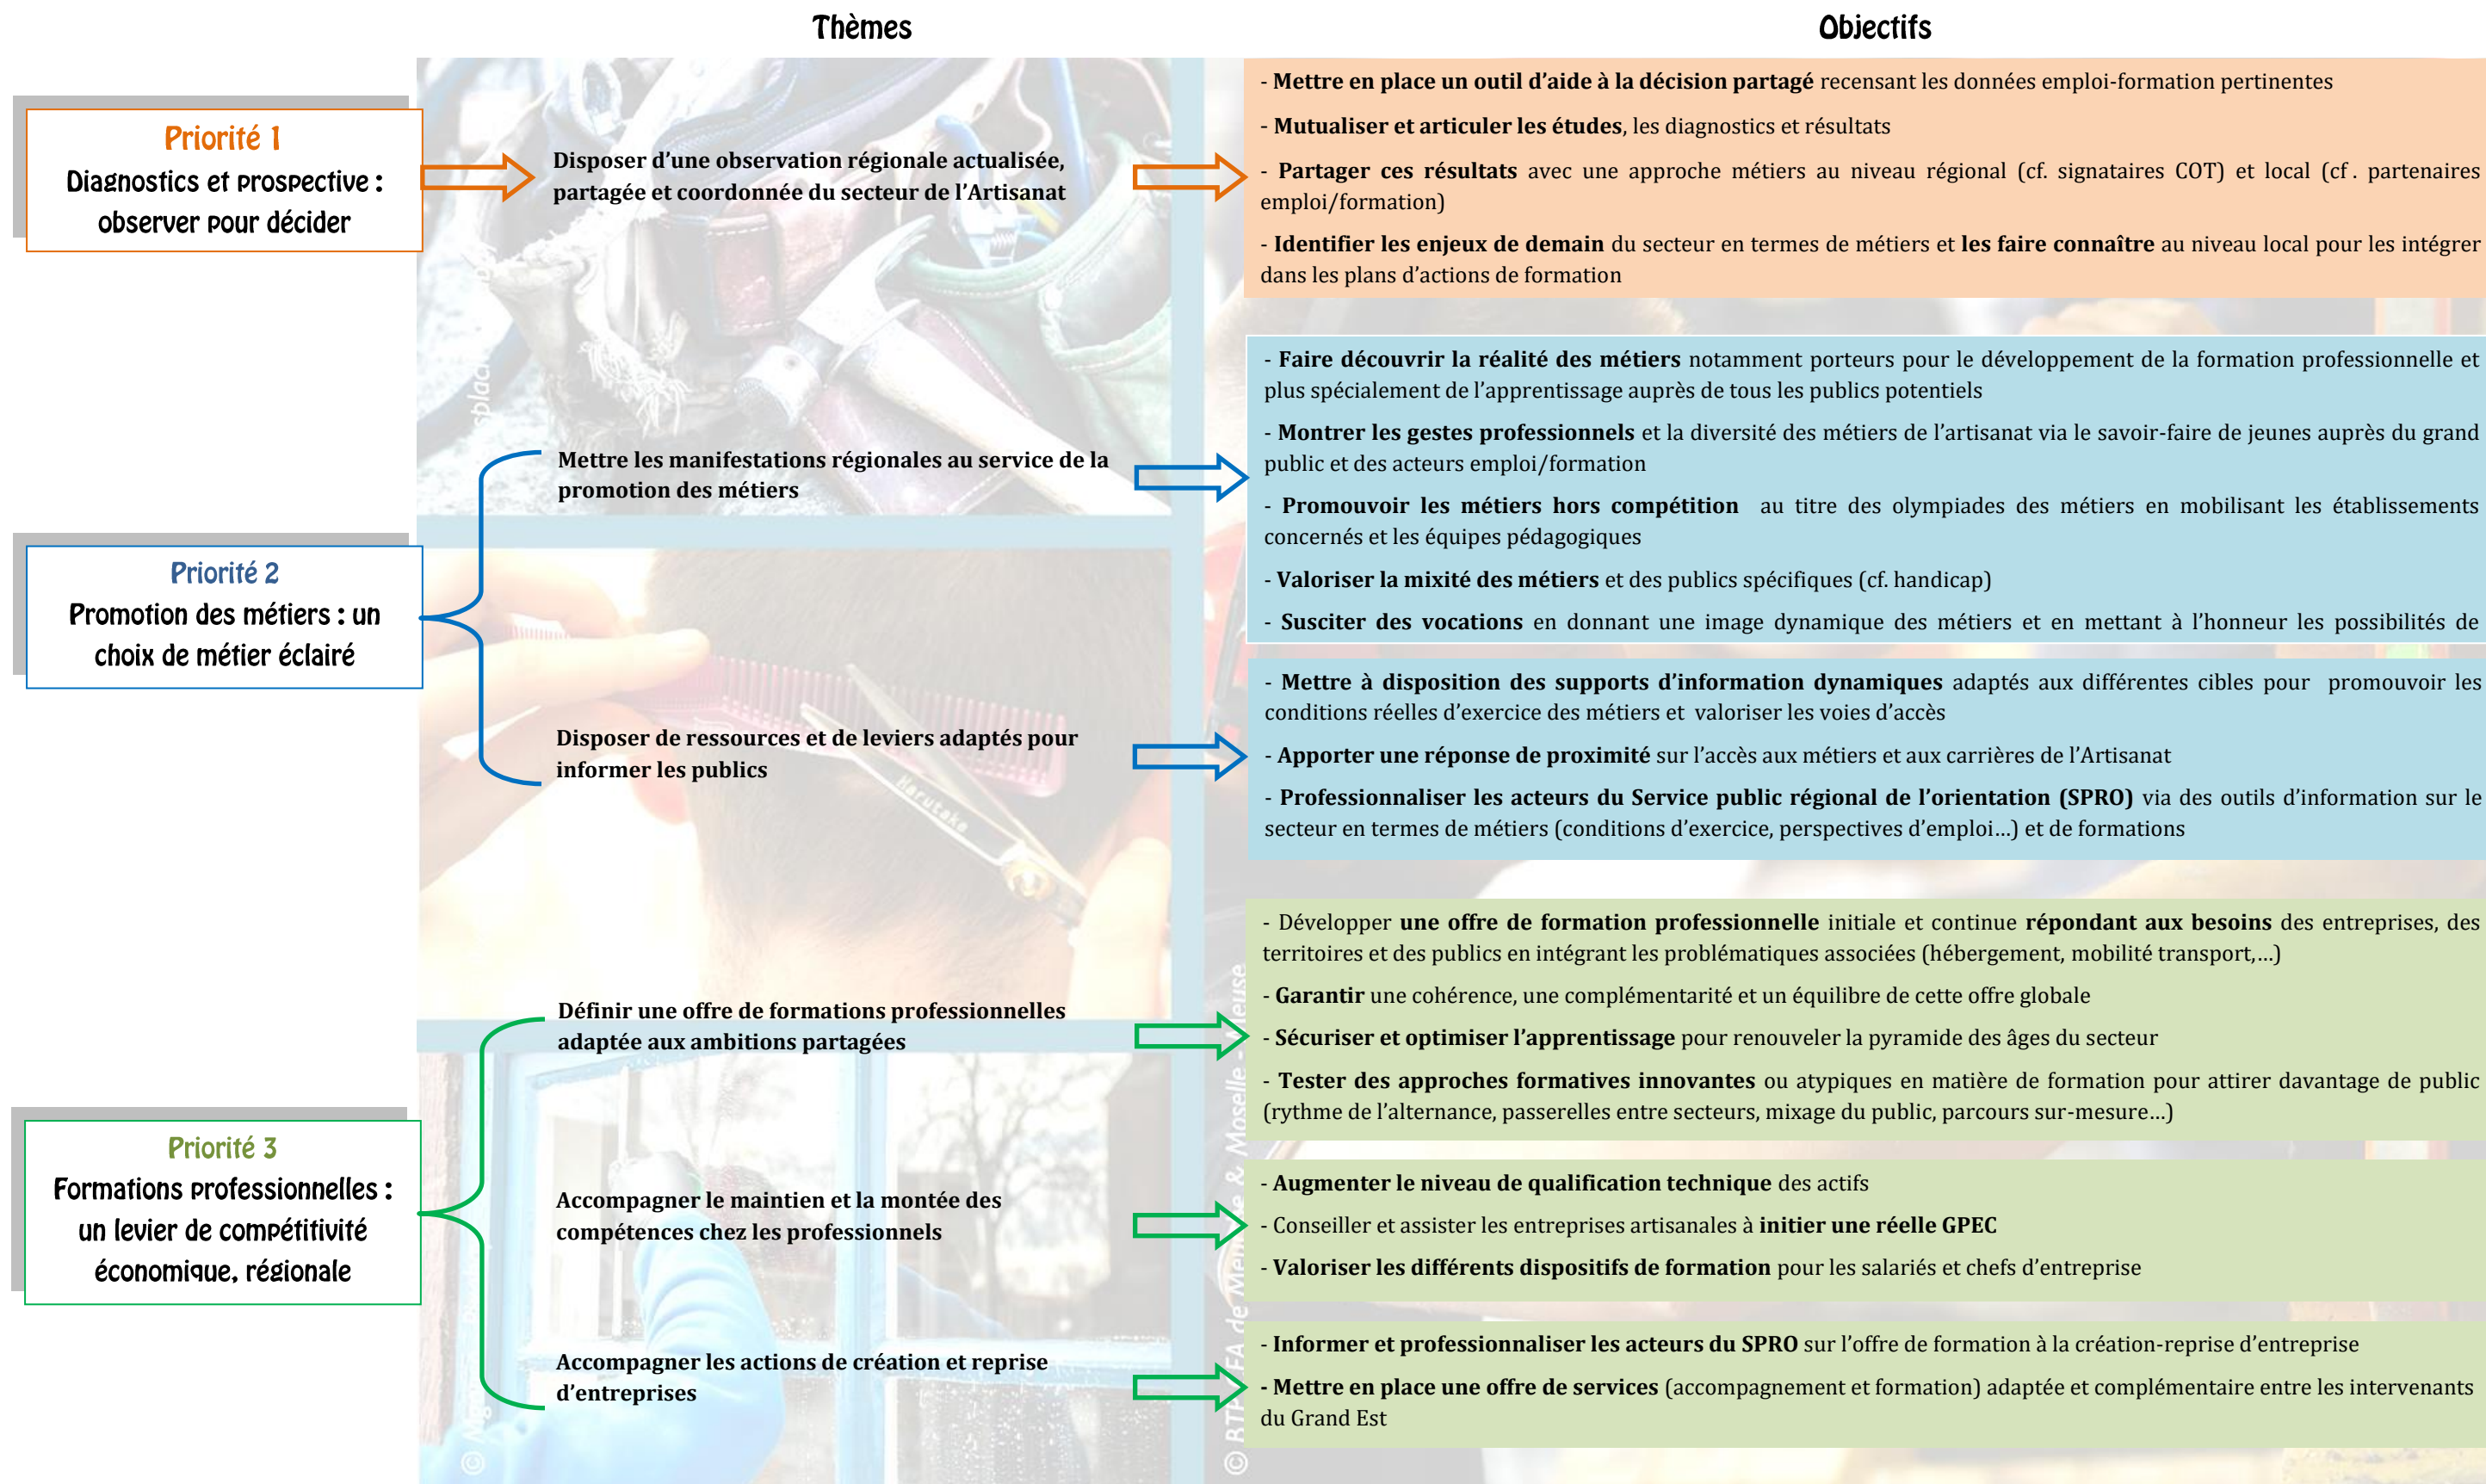 Thèmes
Objectifs
Priorité 1
Diagnostics et prospective :
observer pour décider
Disposer d’une observation régionale actualisée,
partagée et coordonnée du secteur de l’Artisanat
- Mettre en place un outil d’aide à la décision partagé recensant les données emploi-formation pertinentes
- Mutualiser et articuler les études, les diagnostics et résultats
- Partager ces résultats avec une approche métiers au niveau régional (cf. signataires COT) et local (cf. partenaires
emploi/formation)
- Identifier les enjeux de demain du secteur en termes de métiers et les faire connaître au niveau local pour les intégrer
dans les plans d’actions de formation
Priorité 2
Promotion des métiers : un
choix de métier éclairé
Mettre les manifestations régionales au service de la
promotion des métiers
- Faire découvrir la réalité des métiers notamment porteurs pour le développement de la formation professionnelle et
plus spécialement de l’apprentissage auprès de tous les publics potentiels
- Montrer les gestes professionnels et la diversité des métiers de l’artisanat via le savoir-faire de jeunes auprès du grand
public et des acteurs emploi/formation
- Promouvoir les métiers hors compétition au titre des olympiades des métiers en mobilisant les établissements
concernés et les équipes pédagogiques
- Valoriser la mixité des métiers et des publics spécifiques (cf. handicap)
- Susciter des vocations en donnant une image dynamique des métiers et en mettant à l’honneur les possibilités de
Disposer de ressources et de leviers adaptés pour
informer les publics
- Mettre à disposition des supports d’information dynamiques adaptés aux différentes cibles pour promouvoir les
conditions réelles d’exercice des métiers et valoriser les voies d’accès
- Apporter une réponse de proximité sur l’accès aux métiers et aux carrières de l’Artisanat
- Professionnaliser les acteurs du Service public régional de l’orientation (SPRO) via des outils d’information sur le
secteur en termes de métiers (conditions d’exercice, perspectives d’emploi…) et de formations
Harutake
Priorité 3
Formations professionnelles :
un levier de compétitivité
économique, régionale
Définir une offre de formations professionnelles
adaptée aux ambitions partagées
- Développer une offre de formation professionnelle initiale et continue répondant aux besoins des entreprises, des
territoires et des publics en intégrant les problématiques associées (hébergement, mobilité transport,…)
- Garantir une cohérence, une complémentarité et un équilibre de cette offre globale
- Sécuriser et optimiser l’apprentissage pour renouveler la pyramide des âges du secteur
- Tester des approches formatives innovantes ou atypiques en matière de formation pour attirer davantage de public
(rythme de l’alternance, passerelles entre secteurs, mixage du public, parcours sur-mesure…)
Accompagner le maintien et la montée des
compétences chez les professionnels
- Augmenter le niveau de qualification technique des actifs
- Conseiller et assister les entreprises artisanales à initier une réelle GPEC
- Valoriser les différents dispositifs de formation pour les salariés et chefs d’entreprise
Accompagner les actions de création et reprise
d’entreprises
- Informer et professionnaliser les acteurs du SPRO sur l’offre de formation à la création-reprise d’entreprise
- Mettre en place une offre de services (accompagnement et formation) adaptée et complémentaire entre les intervenants
du Grand Est